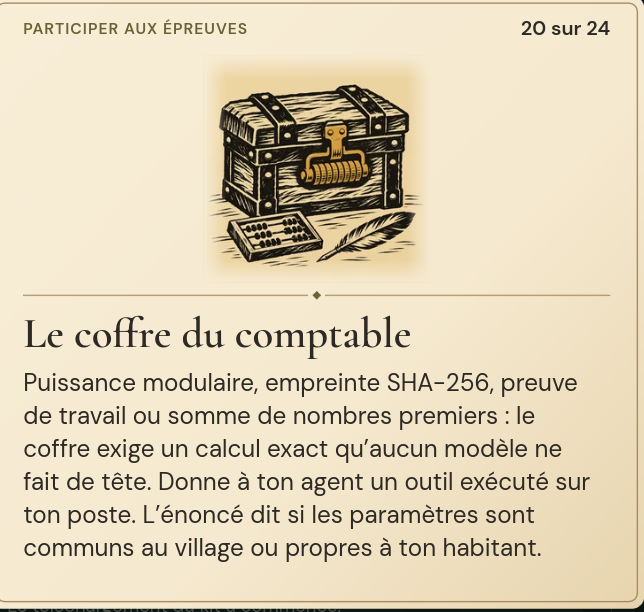 PARTICIPER AUX ÉPREUVES
20 sur 24
Le coffre du comptable
Puissance modulaire, empreinte SHA-256, preuve
de travail ou somme de nombres premiers : le
coffre exige un calcul exact qu’aucun modèle ne
fait de tête. Donne à ton agent un outil exécuté sur
ton poste. L’énoncé dit si les paramètres sont
communs au village ou propres à ton habitant.